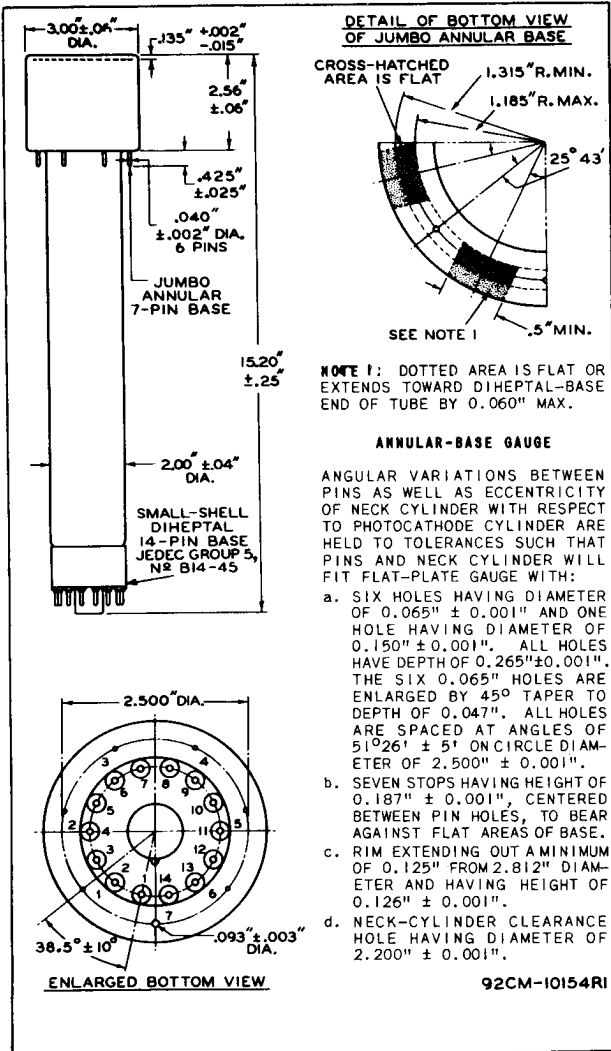 3.00"±.06"
DIA.
.135" +.002"
-.015"
2.56"
±.06"
.425"
±.025"
.040"
±.002" DIA.
6 PINS
JUMBO
ANNULAR
7-PIN BASE
15.20"
±.25"
2.00" ±.04"
DIA.
SMALL-SHELL
DIHEPTAL
14-PIN BASE
JEDEC GROUP 5,
Nº B14-45
2.500" DIA.
3
4
7
8
6
9
5
10
2
4
11
5
3
12
2
13
1
14
1
6
7
38.5° ±10°
.093"±.003"
DIA.
ENLARGED BOTTOM VIEW
DETAIL OF BOTTOM VIEW
OF JUMBO ANNULAR BASE
CROSS-HATCHED
AREA IS FLAT
1.315" R. MIN.
1.185" R. MAX.
25° 43'
SEE NOTE 1
.5" MIN.
NOTE 1: DOTTED AREA IS FLAT OR
EXTENDS TOWARD DIHEPTAL-BASE
END OF TUBE BY 0.060" MAX.
ANNULAR-BASE GAUGE
ANGULAR VARIATIONS BETWEEN
PINS AS WELL AS ECCENTRICITY
OF NECK CYLINDER WITH RESPECT
TO PHOTOCATHODE CYLINDER ARE
HELD TO TOLERANCES SUCH THAT
PINS AND NECK CYLINDER WILL
FIT FLAT-PLATE GAUGE WITH:
a. SIX HOLES HAVING DIAMETER
OF 0.065" ± 0.001" AND ONE
HOLE HAVING DIAMETER OF
0.150" ± 0.001". ALL HOLES
HAVE DEPTH OF 0.265"±0.001".
THE SIX 0.065" HOLES ARE
ENLARGED BY 45° TAPER TO
DEPTH OF 0.047". ALL HOLES
ARE SPACED AT ANGLES OF
51°26' ± 5' ON CIRCLE DIAM-
ETER OF 2.500" ± 0.001".
b. SEVEN STOPS HAVING HEIGHT OF
0.187" ± 0.001", CENTERED
BETWEEN PIN HOLES, TO BEAR
AGAINST FLAT AREAS OF BASE.
c. RIM EXTENDING OUT A MINIMUM
OF 0.125" FROM 2.812" DIAM-
ETER AND HAVING HEIGHT OF
0.126" ± 0.001".
d. NECK-CYLINDER CLEARANCE
HOLE HAVING DIAMETER OF
2.200" ± 0.001".
92CM-10154R1